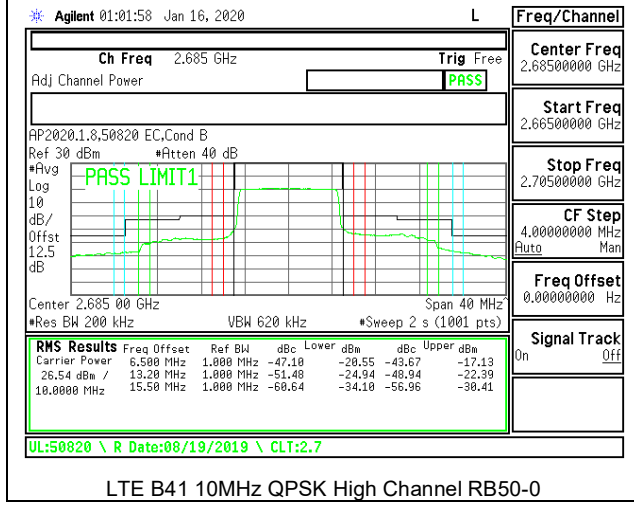 Agilent 01:01:58 Jan 16, 2020 L
Freq/Channel
Ch Freq 2.685 GHz Trig Free
Adj Channel Power PASS
Center Freq
2.68500000 GHz
Start Freq
2.66500000 GHz
AP2020.1.8,50820 EC,Cond B
Ref 30 dBm #Atten 40 dB
#Avg
Log
10
dB/
Offst
12.5
dB
PASS LIMIT1
Stop Freq
2.70500000 GHz
CF Step
4.00000000 MHz
Auto Man
Freq Offset
0.00000000 Hz
Center 2.685 00 GHz Span 40 MHz
#Res BW 200 kHz VBW 620 kHz #Sweep 2 s (1001 pts)
Signal Track
On Off
RMS Results Freq Offset Ref BW dBc Lower dBm dBc Upper dBm
Carrier Power 6.500 MHz 1.000 MHz -47.10 -20.55 -43.67 -17.13
26.54 dBm / 13.20 MHz 1.000 MHz -51.48 -24.94 -48.94 -22.39
10.0000 MHz 15.50 MHz 1.000 MHz -60.64 -34.10 -56.96 -30.41
UL:50820 \ R Date:08/19/2019 \ CLT:2.7
LTE B41 10MHz QPSK High Channel RB50-0